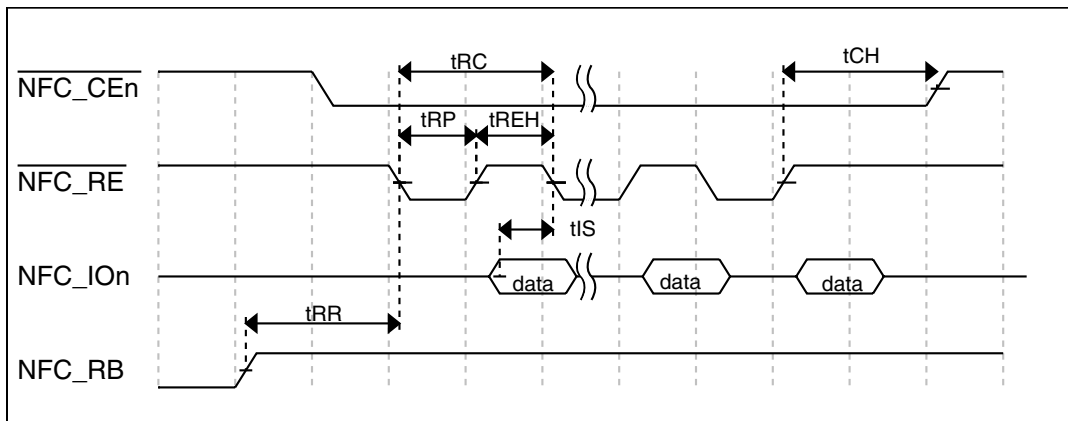 tRC
tCH
NFC_CEn
tRP
tREH
NFC_RE
tIS
NFC_IOn
data
data
data
tRR
NFC_RB